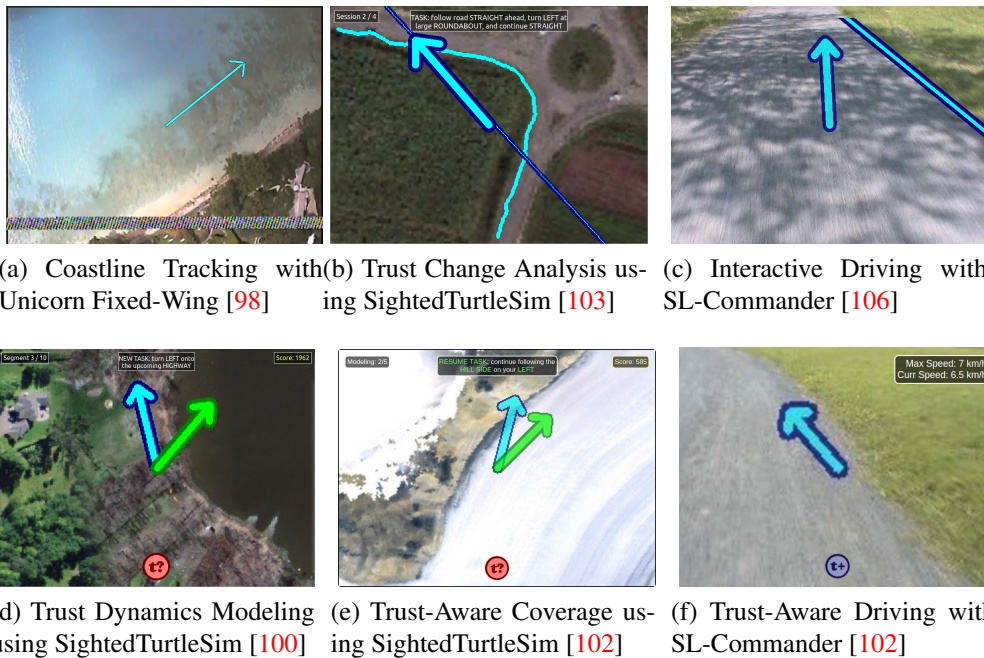 Session 2 / 4
TASK: follow road STRAIGHT ahead, turn LEFT at
large ROUNDABOUT, and continue STRAIGHT
(a) Coastline Tracking with
Unicorn Fixed-Wing [98]
(b) Trust Change Analysis us-
ing SightedTurtleSim [103]
(c) Interactive Driving with
SL-Commander [106]
Segment 3 / 10
NEW TASK: turn LEFT onto
the upcoming HIGHWAY
Score: 1962
t?
Modeling: 2/5
RESUME TASK: continue following the
HILL SIDE on your LEFT
Score: 585
t?
Max Speed: 7 km/h
Curr Speed: 6.5 km/h
t+
d) Trust Dynamics Modeling
using SightedTurtleSim [100]
(e) Trust-Aware Coverage us-
ing SightedTurtleSim [102]
(f) Trust-Aware Driving with
SL-Commander [102]